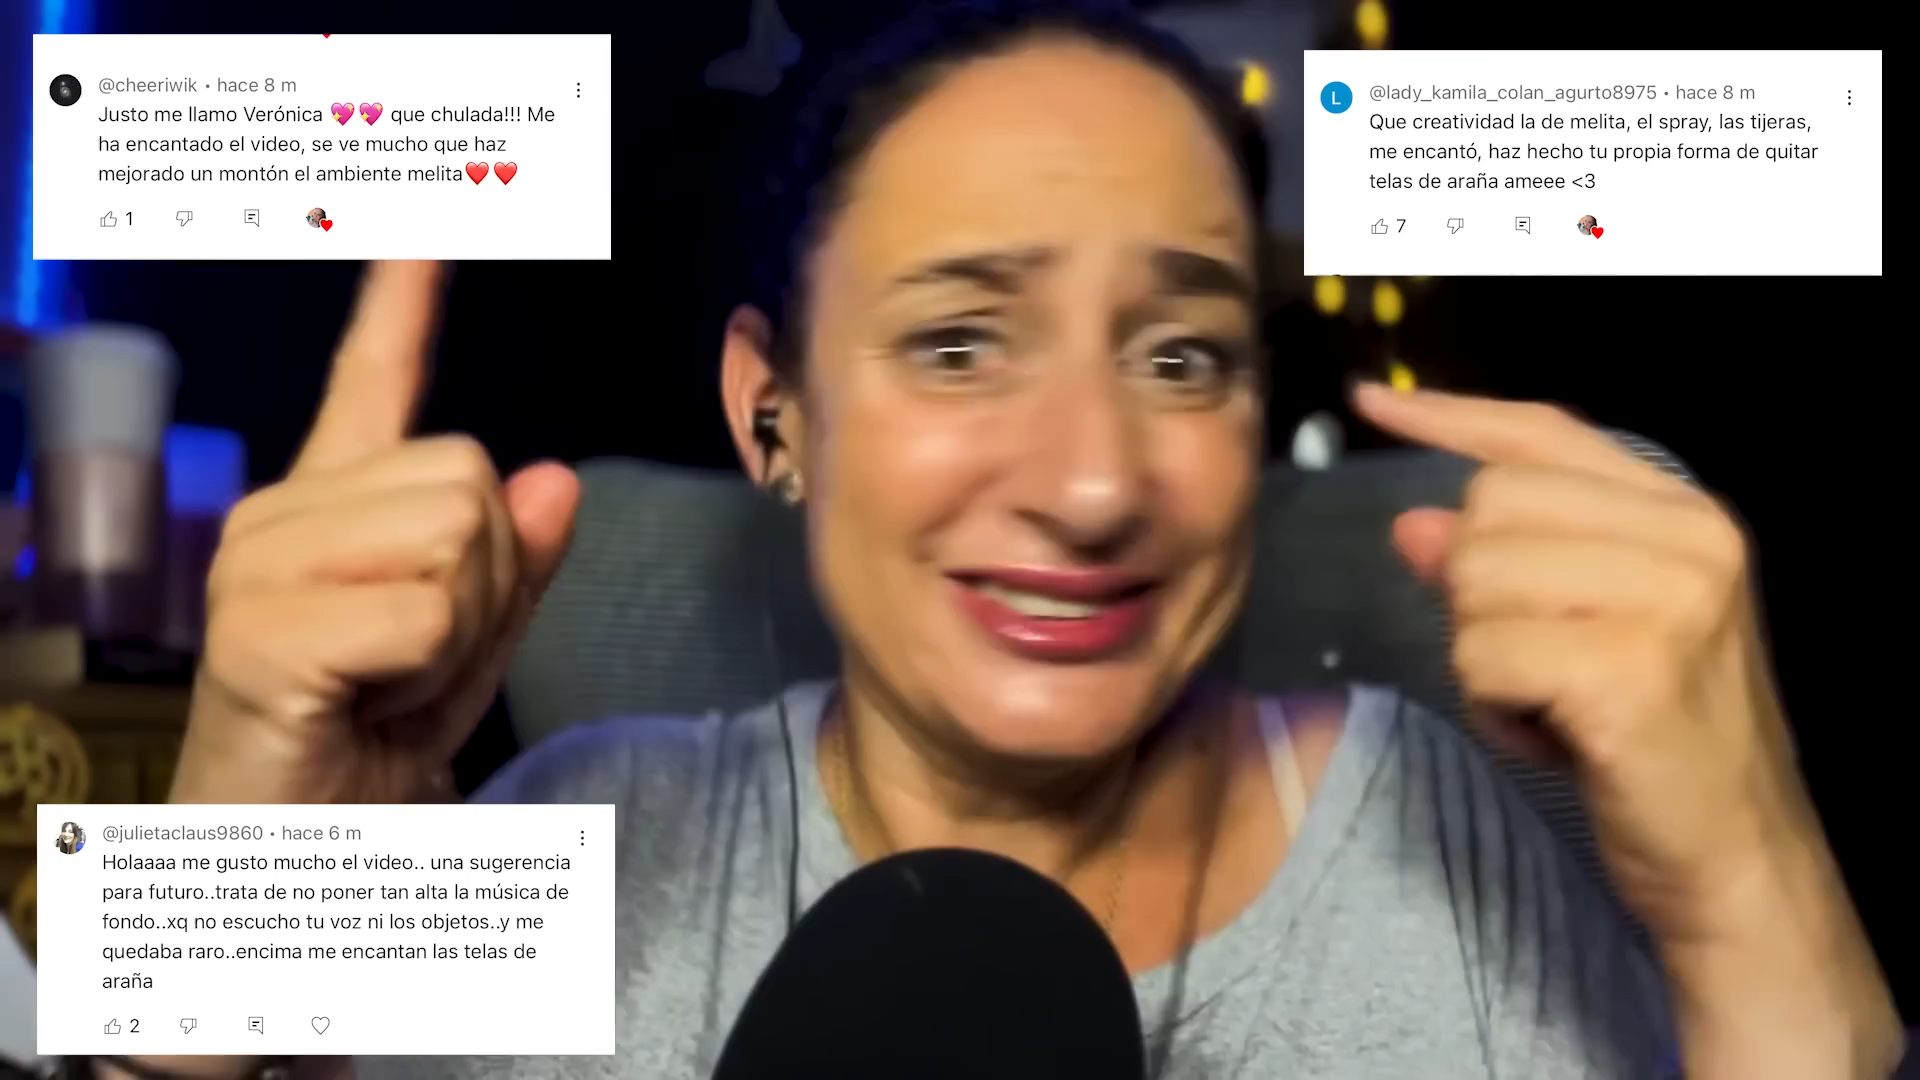 @cheeriwik • hace 8 m
Justo me llamo Verónica 💖💖 que chulada!!! Me
ha encantado el video, se ve mucho que haz
mejorado un montón el ambiente melita❤️❤️
1
@lady_kamila_colan_agurto8975 • hace 8 m
Que creatividad la de melita, el spray, las tijeras,
me encantó, haz hecho tu propia forma de quitar
telas de araña ameee <3
7
@julietaclaus9860 • hace 6 m
Holaaaa me gusto mucho el video.. una sugerencia
para futuro..trata de no poner tan alta la música de
fondo..xq no escucho tu voz ni los objetos..y me
quedaba raro..encima me encantan las telas de
araña
2
L